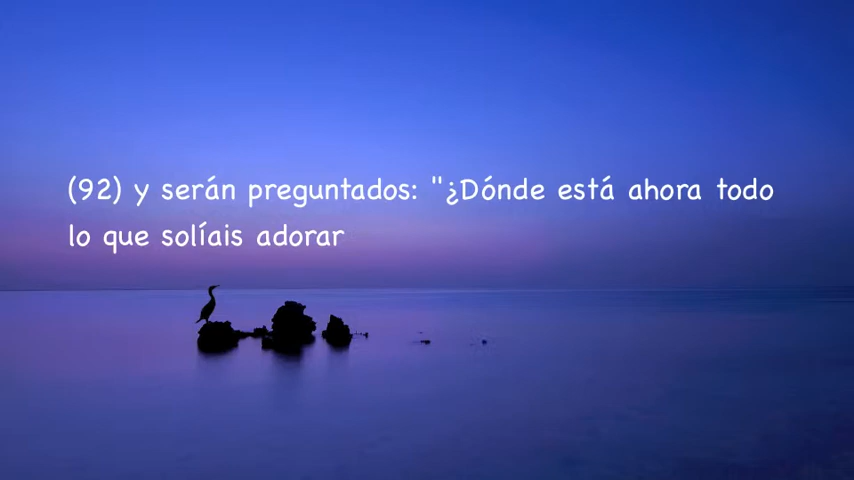 (92) y serán preguntados: "¿Dónde está ahora todo
lo que solíais adorar